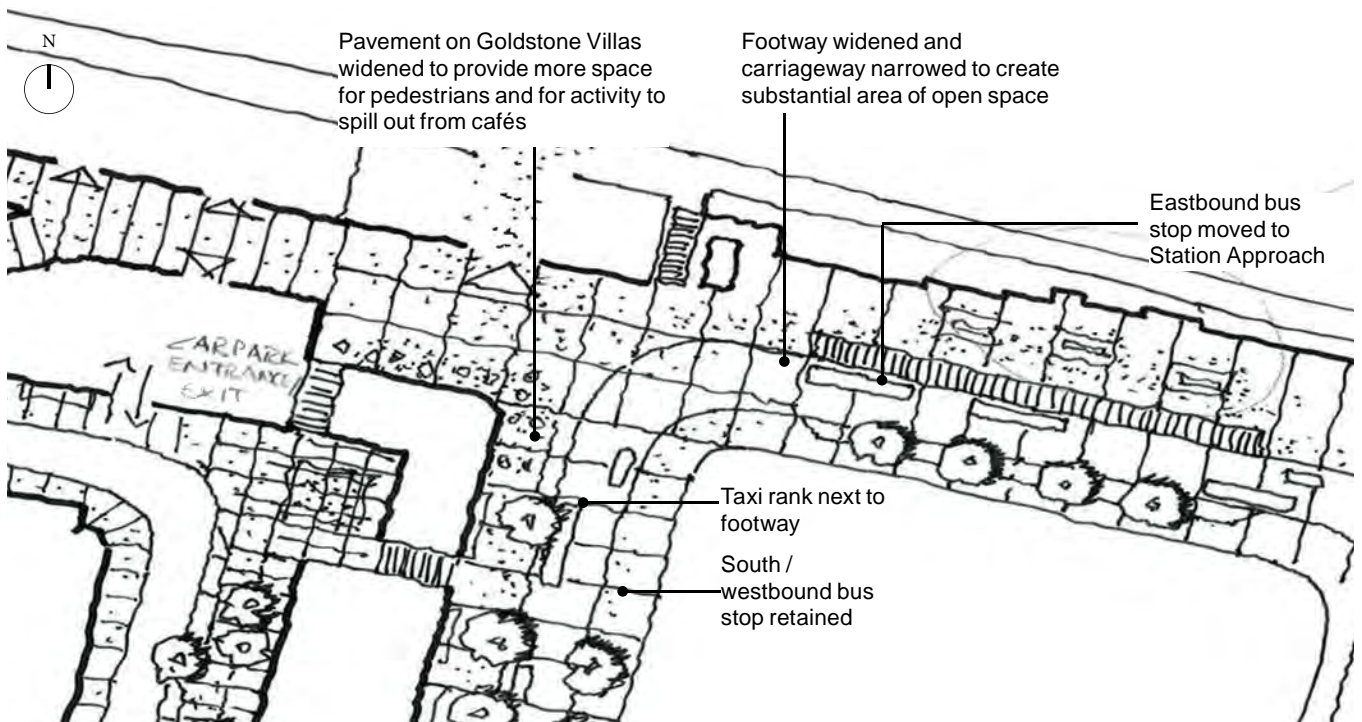 N
Pavement on Goldstone Villas
widened to provide more space
for pedestrians and for activity to
spill out from cafés
Footway widened and
carriageway narrowed to create
substantial area of open space
Eastbound bus
stop moved to
Station Approach
CARPARK
ENTRANCE/
EXIT
Taxi rank next to
footway
South /
westbound bus
stop retained